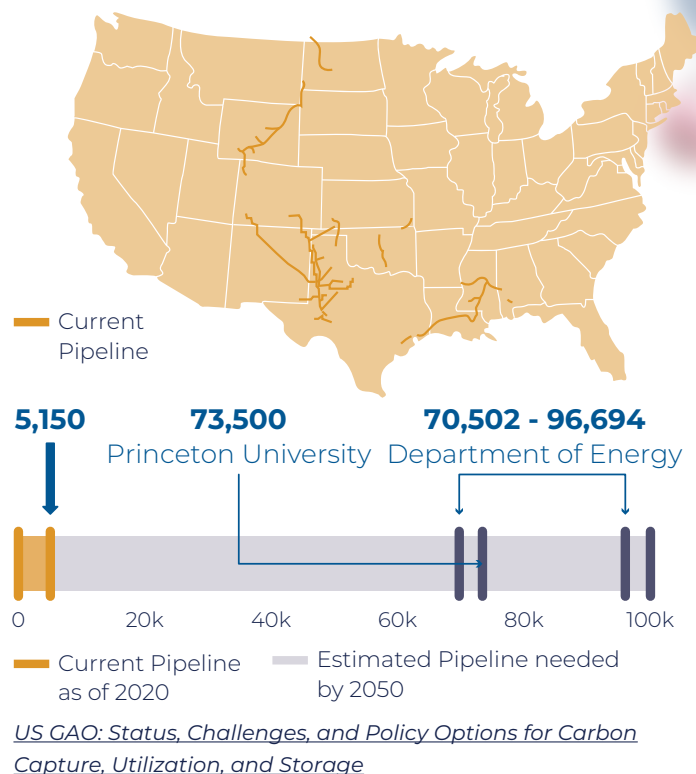 Current
Pipeline
5,150
73,500
70,502 - 96,694
Princeton University
Department of Energy
0
20k
40k
60k
80k
100k
Current Pipeline
as of 2020
Estimated Pipeline needed
by 2050
US GAO: Status, Challenges, and Policy Options for Carbon
Capture, Utilization, and Storage